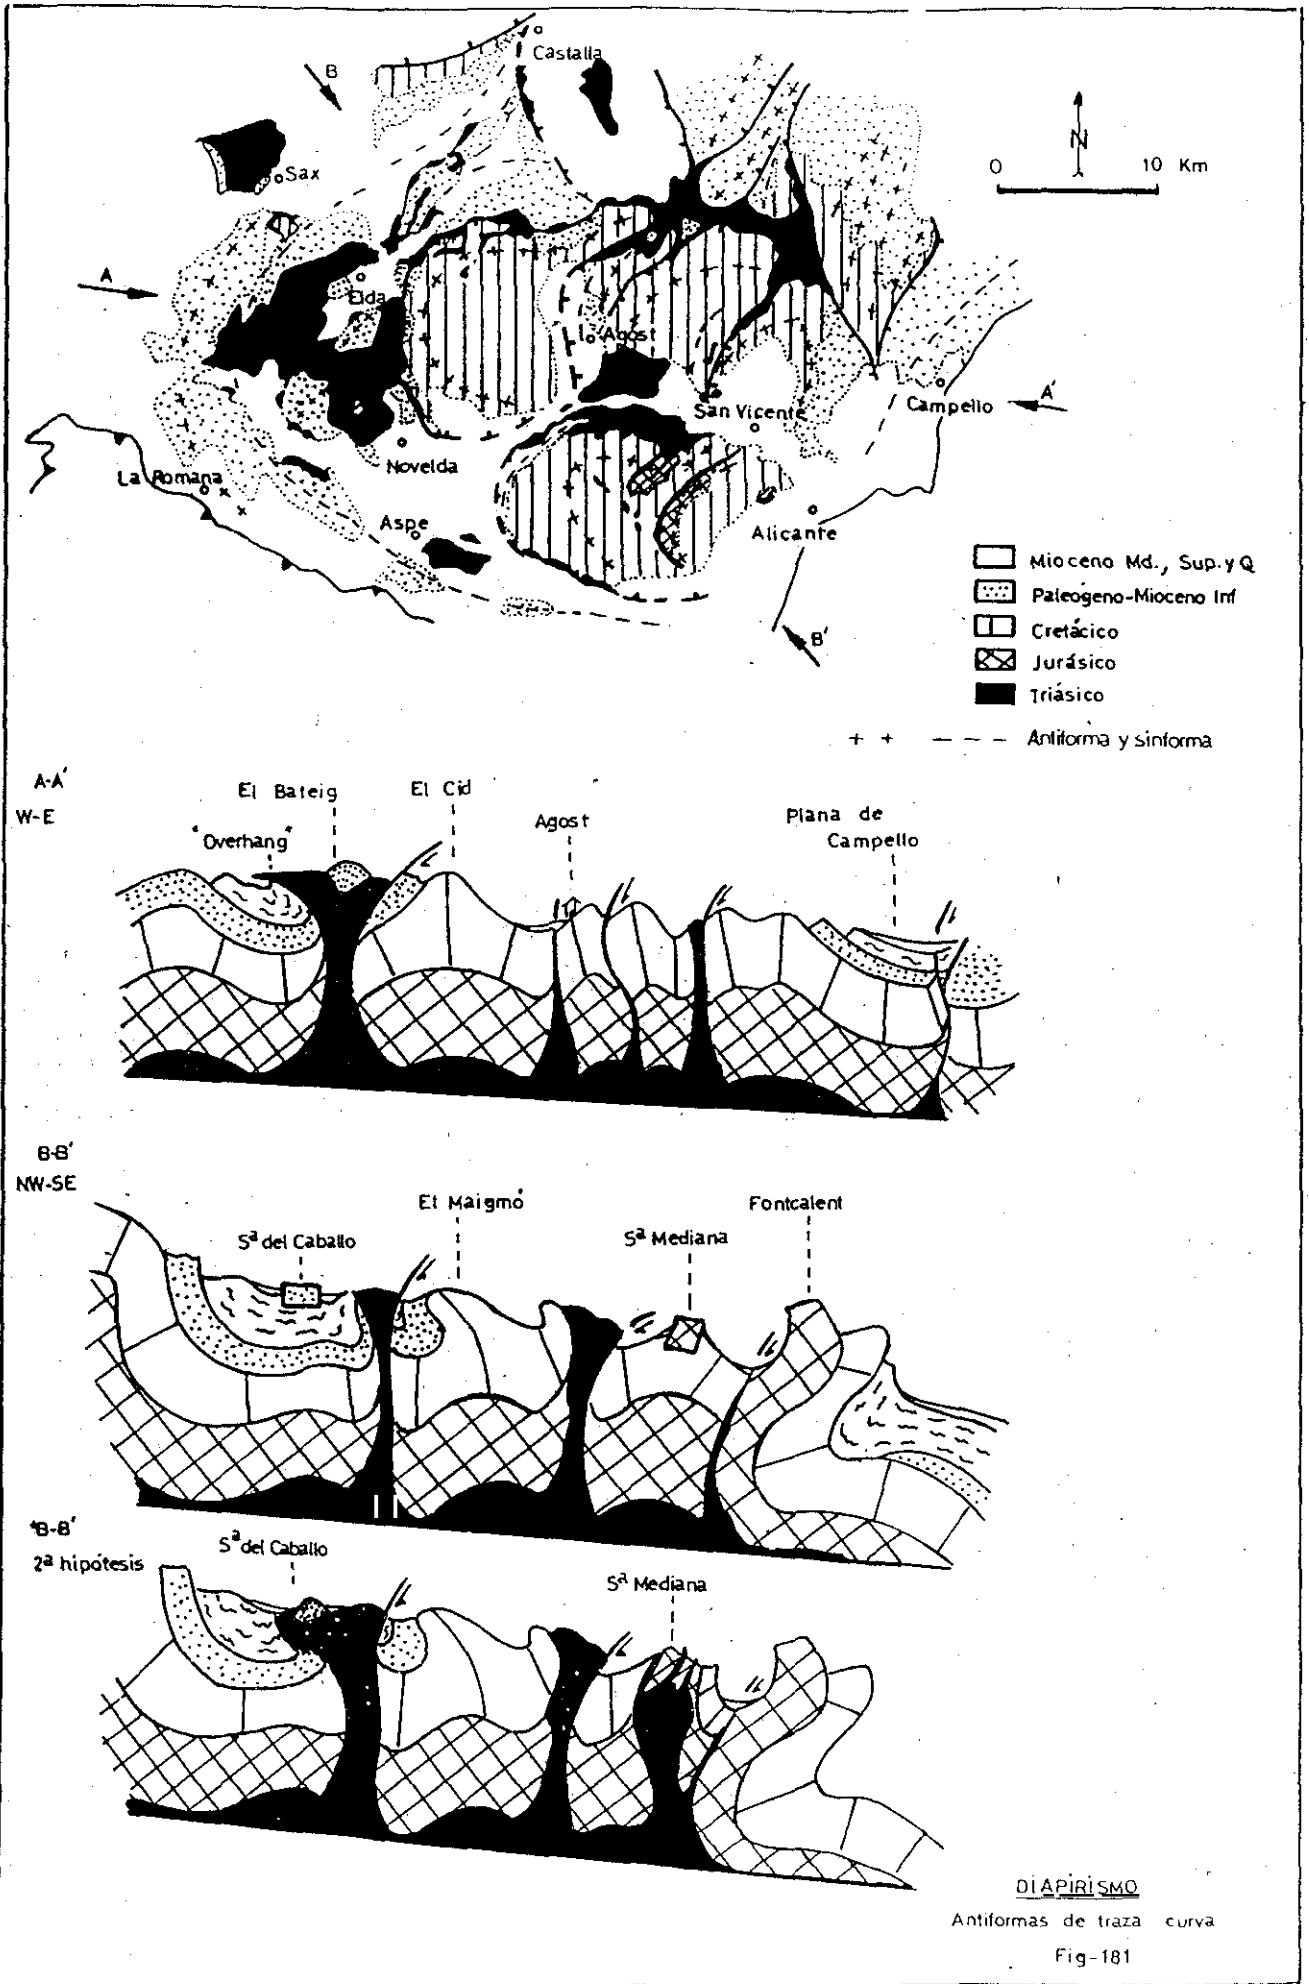 Castalla
B
N
0 10 Km
Sax
A
Elda
Agost
San Vicente
Campello
A'
Novelda
La Romana
Aspe
Alicante
B'
Mioceno Md., Sup. y Q
Paleógeno-Mioceno Inf
Cretácico
Jurásico
Triásico
+ + - - - Antiforma y sinforma
A-A'
W-E
El Bateig
El Cid
"Overhang"
Agost
Plana de
Campello
B-B'
NW-SE
El Maigmó
Fontcalent
Sª del Caballo
Sª Mediana
"B-B'
2ª hipótesis
Sª del Caballo
Sª Mediana
DIAPIRISMO
Antiformas de traza curva
Fig-181